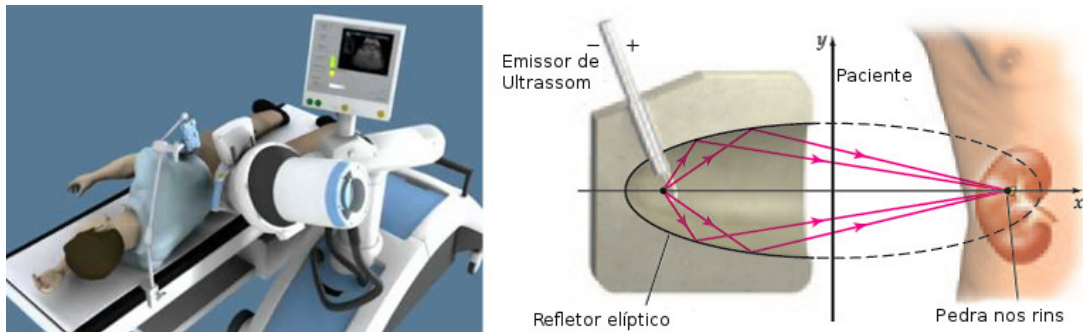 − +
Emissor de
Ultrassom
y
Paciente
x
Refletor elíptico
Pedra nos rins